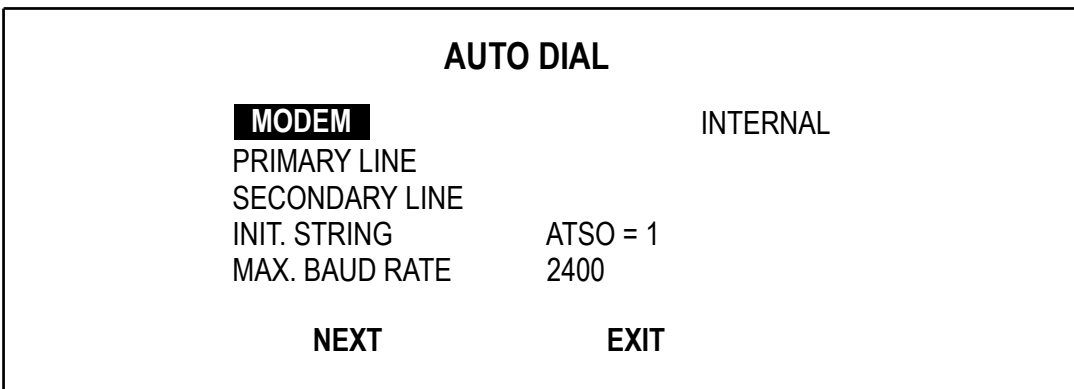 AUTO DIAL
MODEM INTERNAL
PRIMARY LINE
SECONDARY LINE
INIT. STRING ATSO = 1
MAX. BAUD RATE 2400
NEXT EXIT